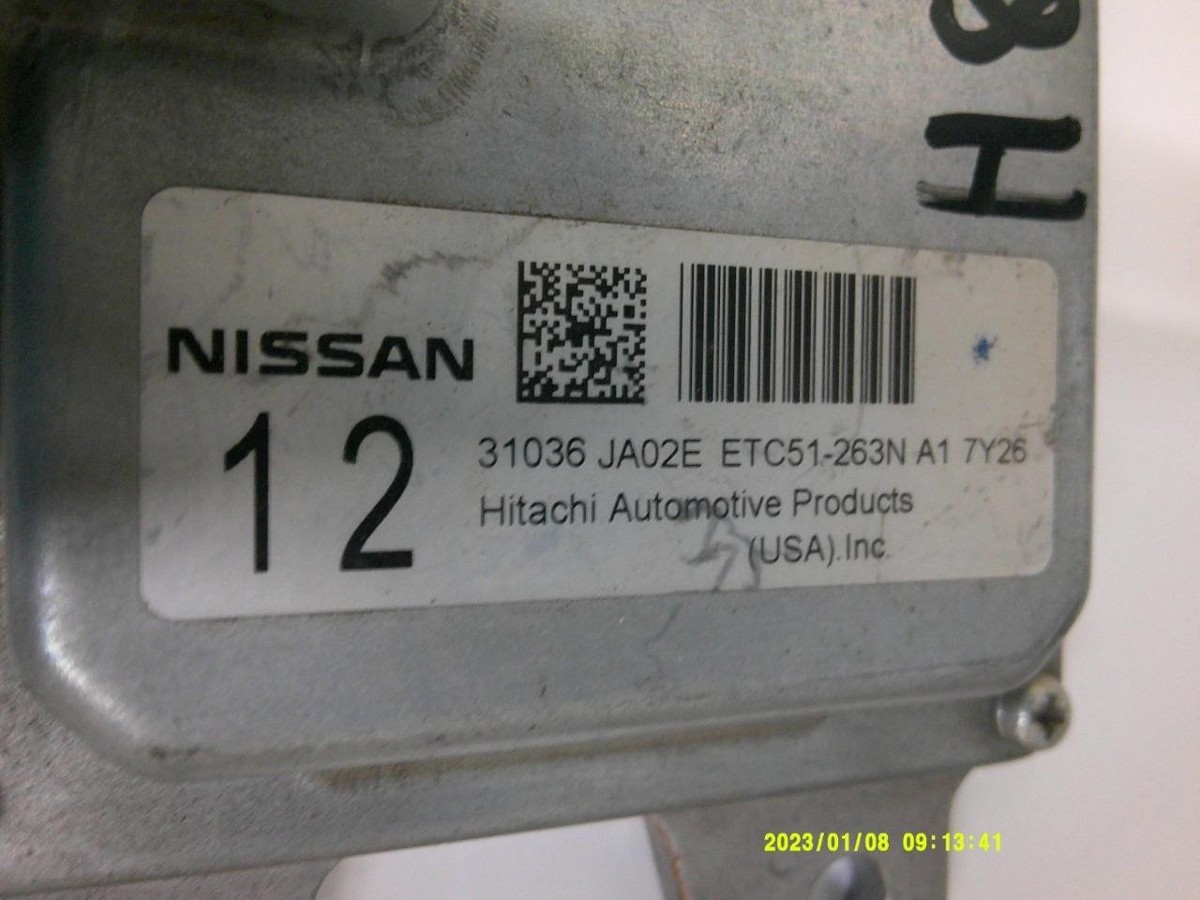 H8
NISSAN
12
31036 JA02E ETC51-263N A1 7Y26
Hitachi Automotive Products
(USA).Inc.
2023/01/08 09:13:41